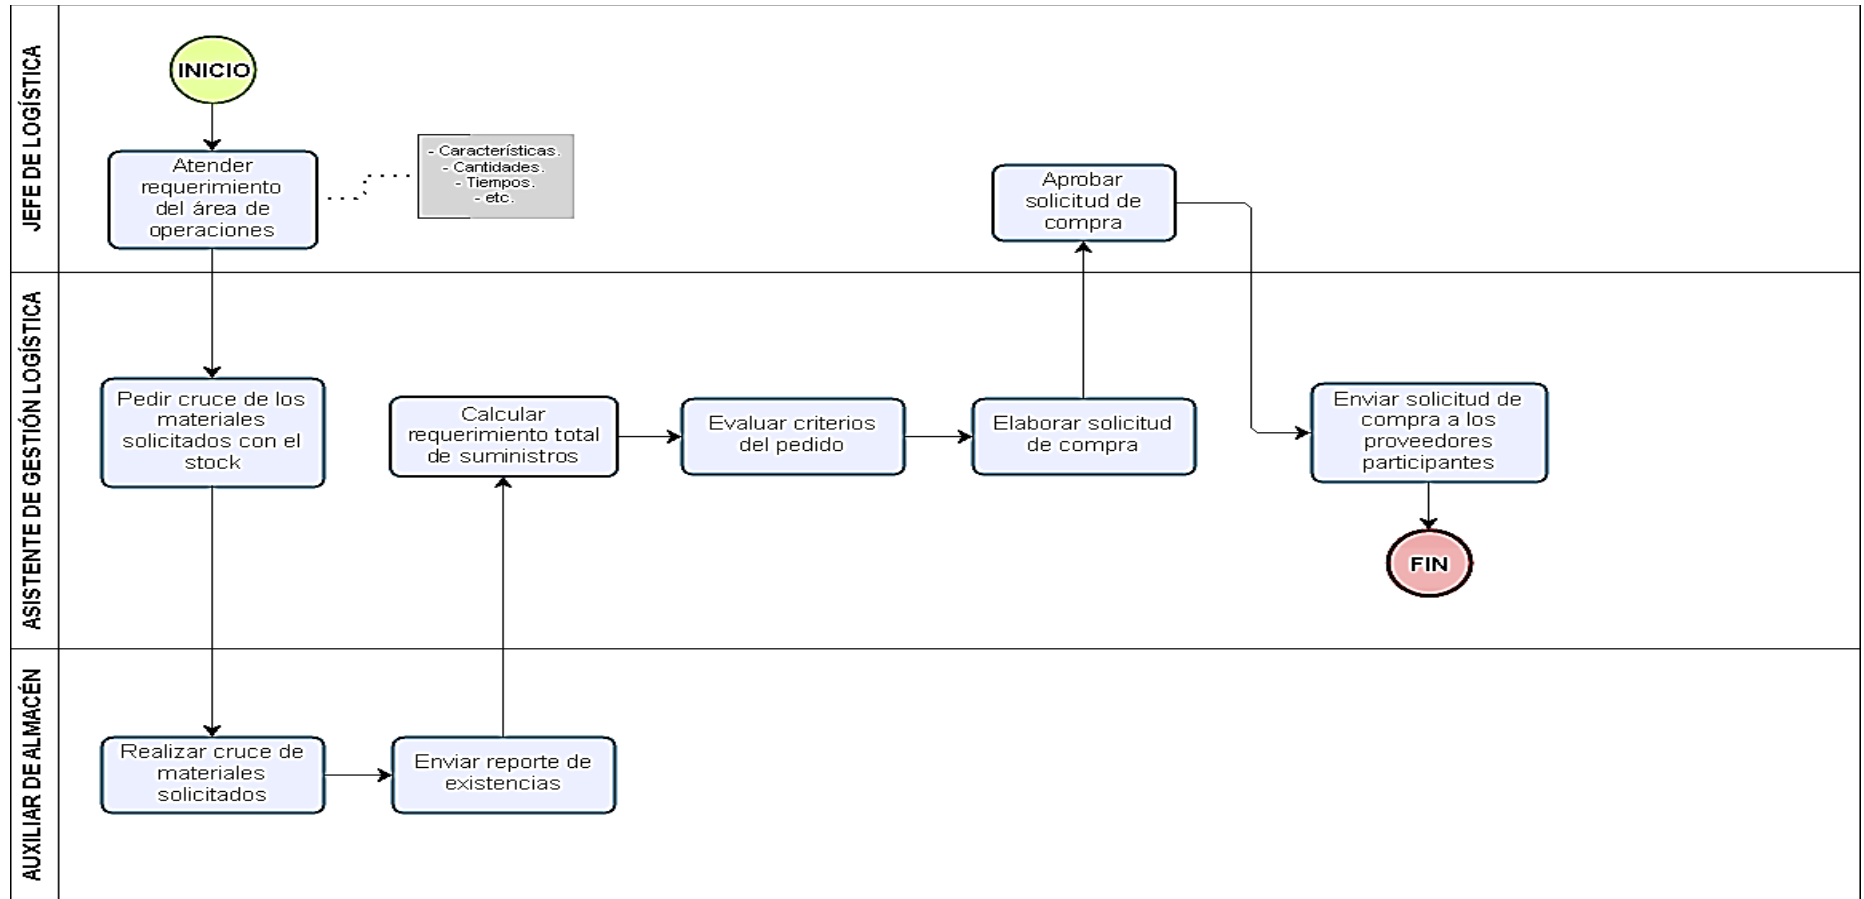 JEFE DE LOGÍSTICA
INICIO
Atender
requerimiento
del área de
operaciones
- Características.
- Cantidades.
- Tiempos.
- etc.
Aprobar
solicitud de
compra
ASISTENTE DE GESTIÓN LOGÍSTICA
Pedir cruce de los
materiales
solicitados con el
stock
Calcular
requerimiento total
de suministros
Evaluar criterios
del pedido
Elaborar solicitud
de compra
Enviar solicitud de
compra a los
proveedores
participantes
FIN
AUXILIAR DE ALMACÉN
Realizar cruce de
materiales
solicitados
Enviar reporte de
existencias